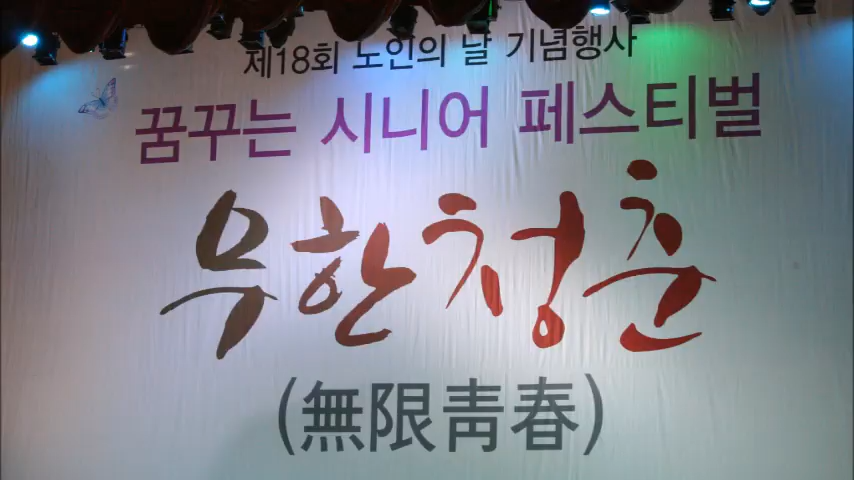 제18회 노인의 날 기념행사
꿈꾸는 시니어 페스티벌
무한청춘
(無限靑春)